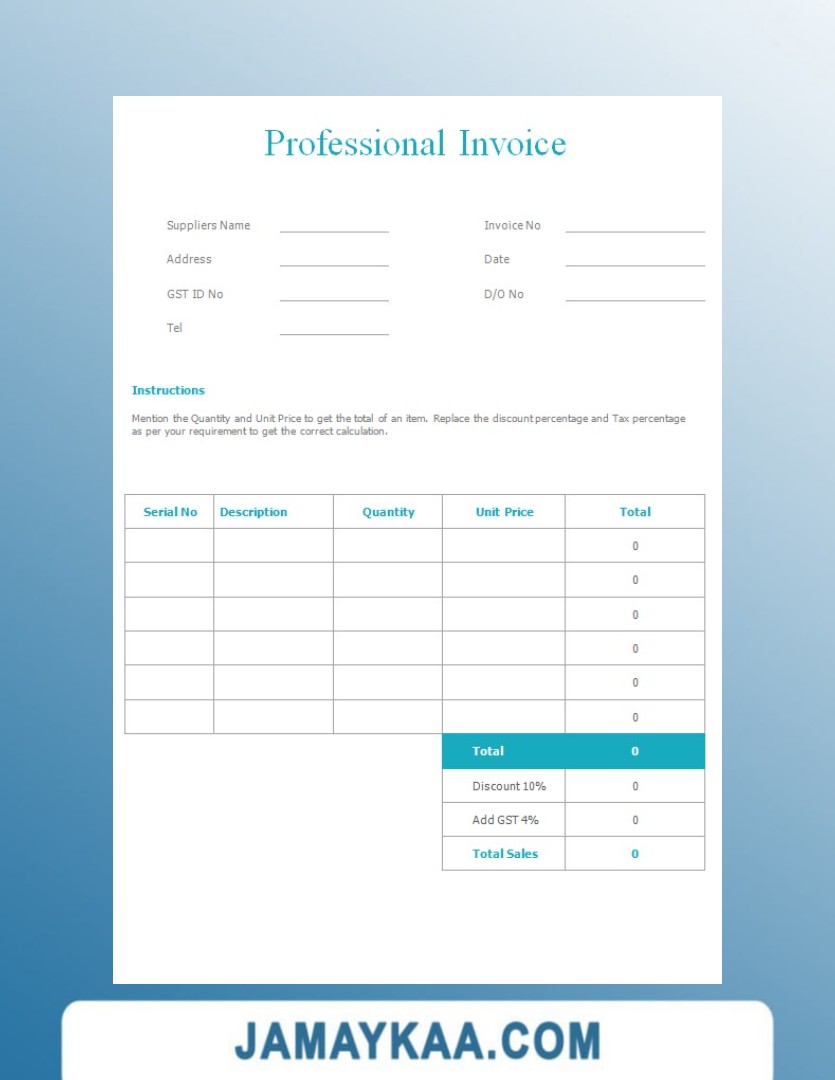 Professional Invoice
Suppliers Name Invoice No
Address Date
GST ID No D/O No
Tel
Instructions
Mention the Quantity and Unit Price to get the total of an item. Replace the discount percentage and Tax percentage
as per your requirement to get the correct calculation.
Serial No Description Quantity Unit Price Total
0
0
0
0
0
0
Total 0
Discount 10% 0
Add GST 4% 0
Total Sales 0
JAMAYKAA.COM